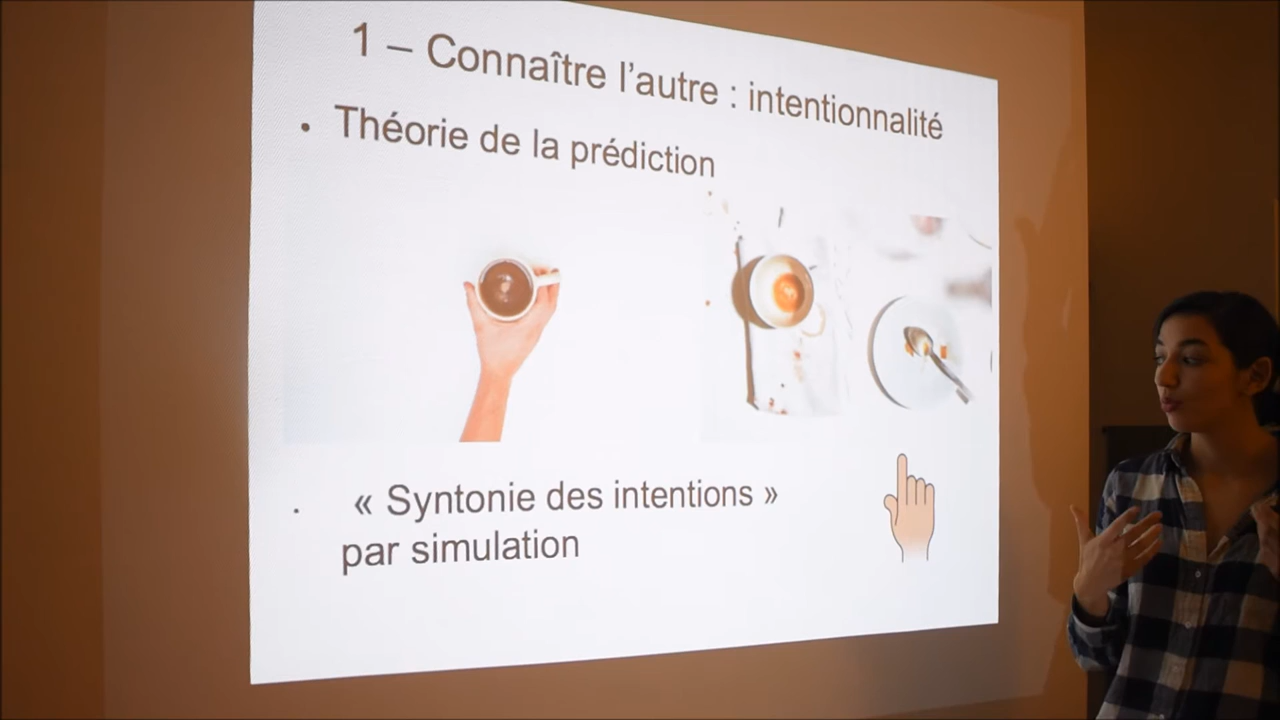 1 – Connaître l’autre : intentionnalité
• Théorie de la prédiction
. « Syntonie des intentions »
par simulation